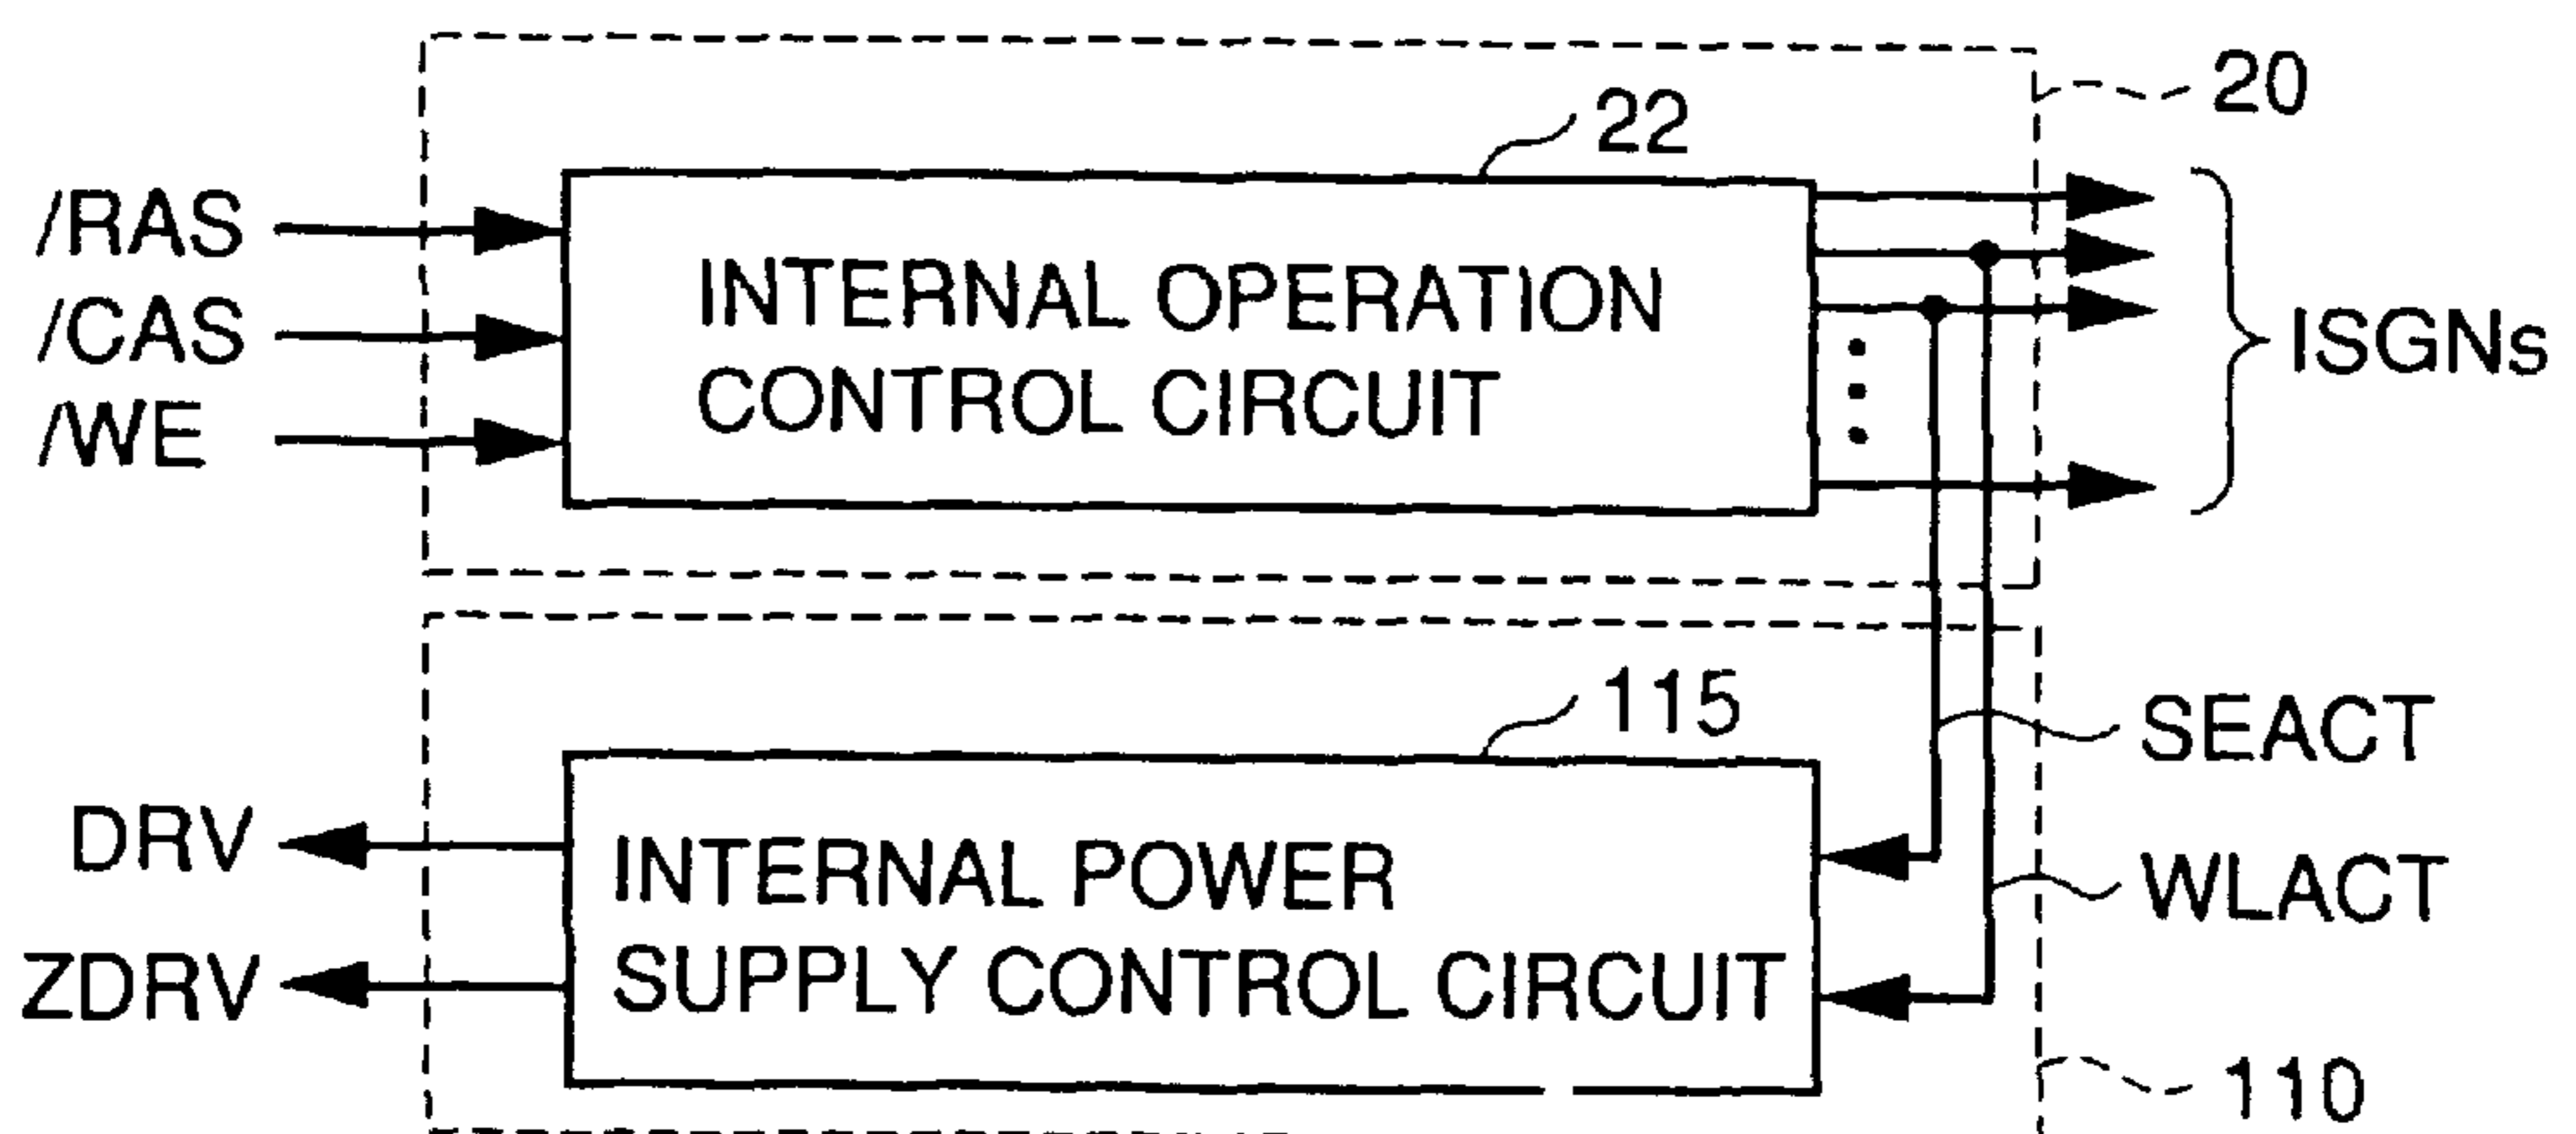 20
22
/RAS
/CAS
/WE
INTERNAL OPERATION
CONTROL CIRCUIT
ISGNs
115
SEACT
DRV
INTERNAL POWER
WLACT
ZDRV
SUPPLY CONTROL CIRCUIT
110